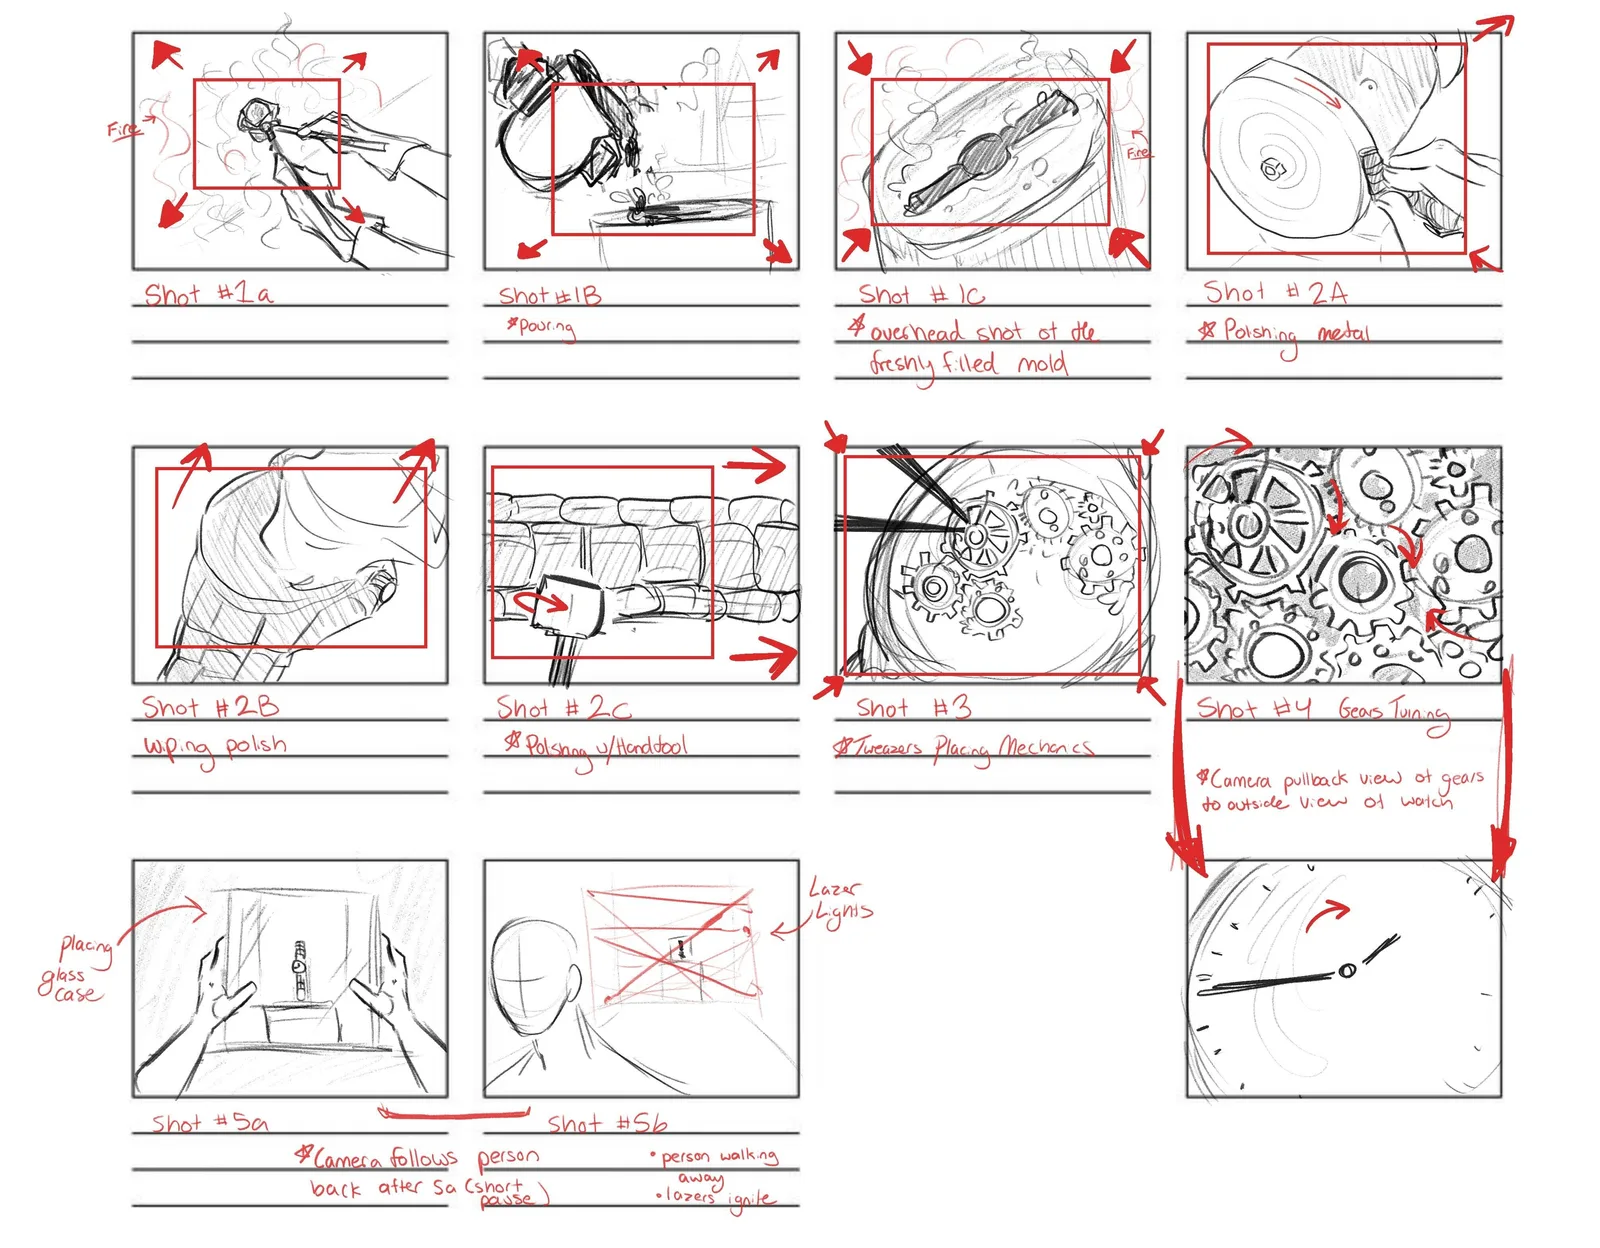 Fire
Shot #1a
Shot #1B
*Pouring
Fire
Shot #1C
*overhead shot of the
freshly filled mold
Shot #2A
*Polishing metal
Shot #2B
wiping polish
Shot #2C
*Polishing w/Handtool
Shot #3
*Tweazers Placing Mechanics
Shot #4 Gears Turning
*Camera pullback view of gears
to outside view of watch
placing
glass
case
Shot #5a
Lazer
Lights
Shot #5b
*Camera follows person
back after 5a (short
pause)
• person walking
away
• lazers ignite